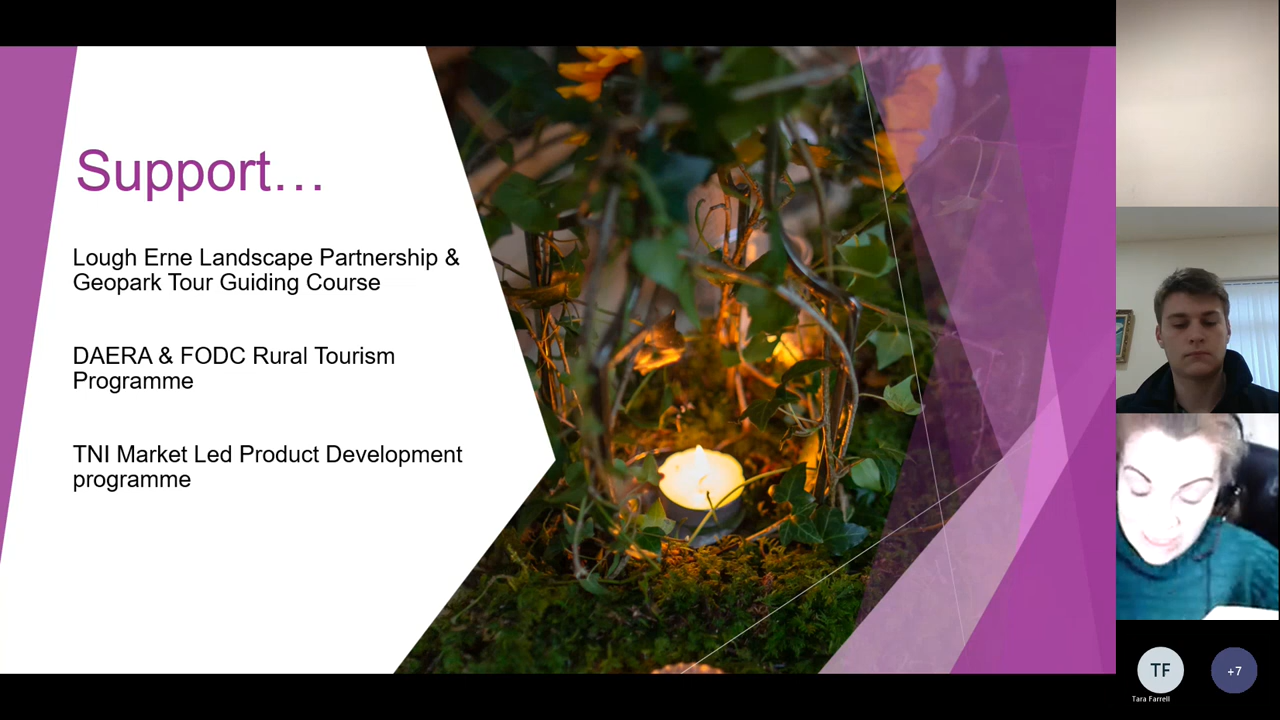 Support...
Lough Erne Landscape Partnership &
Geopark Tour Guiding Course
DAERA & FODC Rural Tourism
Programme
TNI Market Led Product Development
programme
TF
+7
Tara Farrell